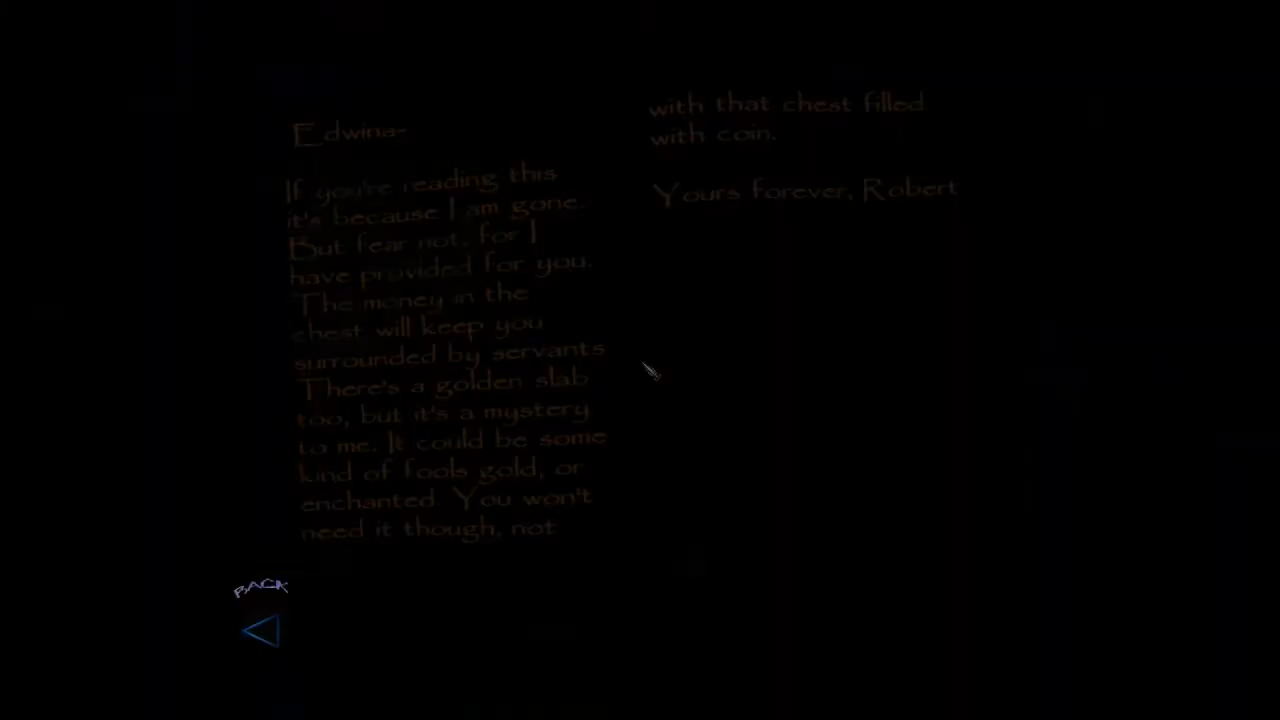 Edwina-
If you're reading this
it's because I am gone.
But fear not, for I
have provided for you.
The money in the
chest will keep you
surrounded by servants
There's a golden slab
too, but it's a mystery
to me. It could be some
kind of fools gold, or
enchanted. You won't
need it though, not
with that chest filled
with coin.
Yours forever, Robert
BACK